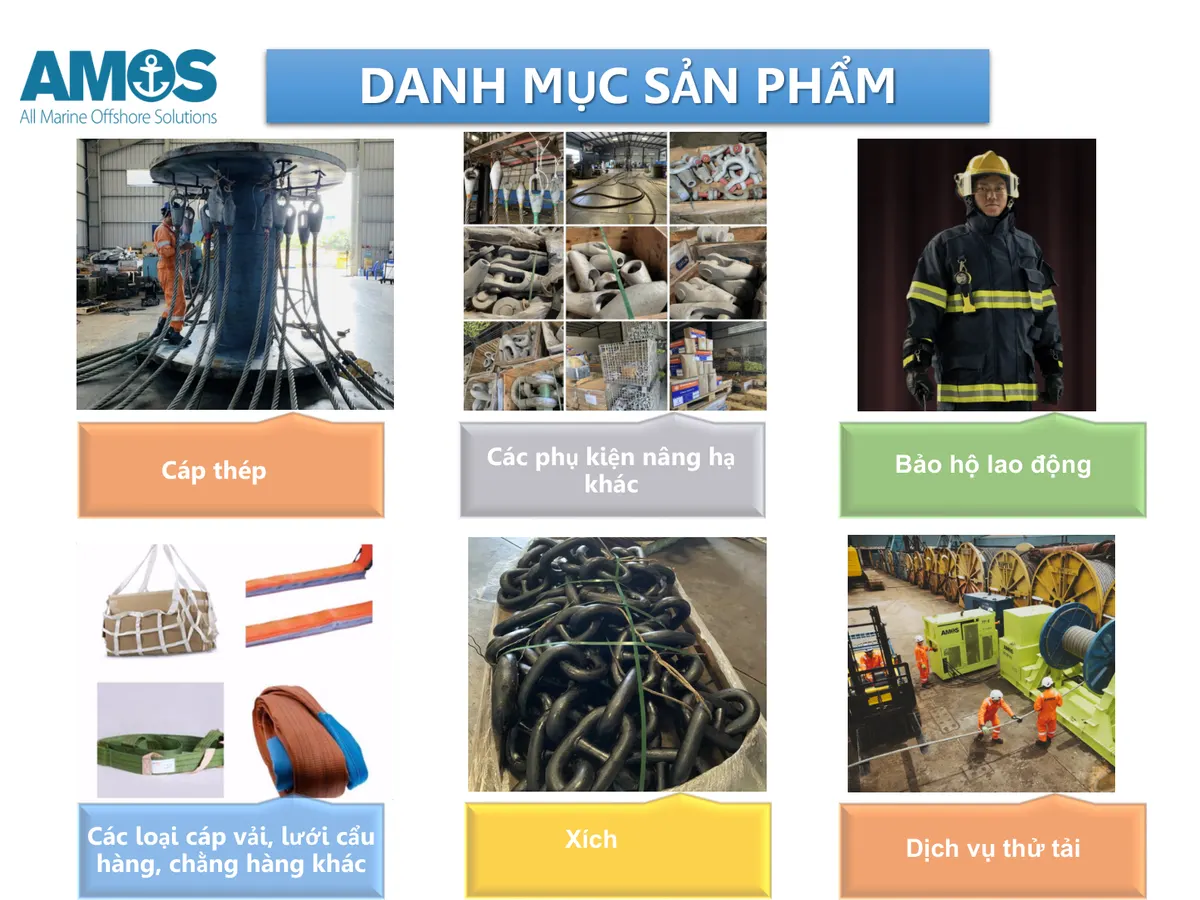 AMOS
All Marine Offshore Solutions
DANH MỤC SẢN PHẨM
Cáp thép
Các phụ kiện nâng hạ
khác
Bảo hộ lao động
AMOS
Các loại cáp vải, lưới cẩu
hàng, chằng hàng khác
Xích
Dịch vụ thử tải